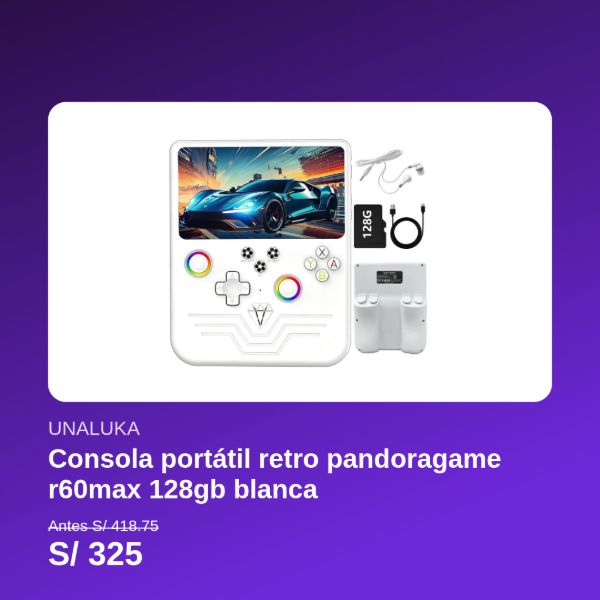 128G
X
Y
A
B
UNALUKA
Consola portátil retro pandoragame
r60max 128gb blanca
Antes S/ 418.75
S/ 325